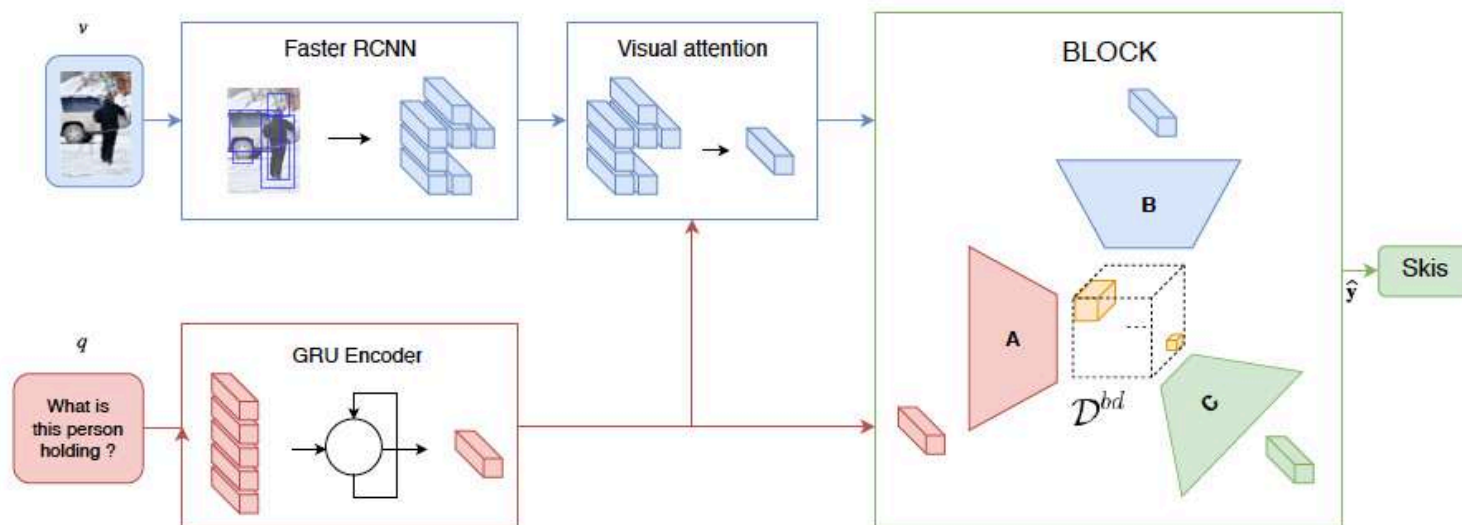 v
Faster RCNN
Visual attention
BLOCK
B
A
C
𝒟^{bd}
ŷ
Skis
q
What is
this person
holding ?
GRU Encoder